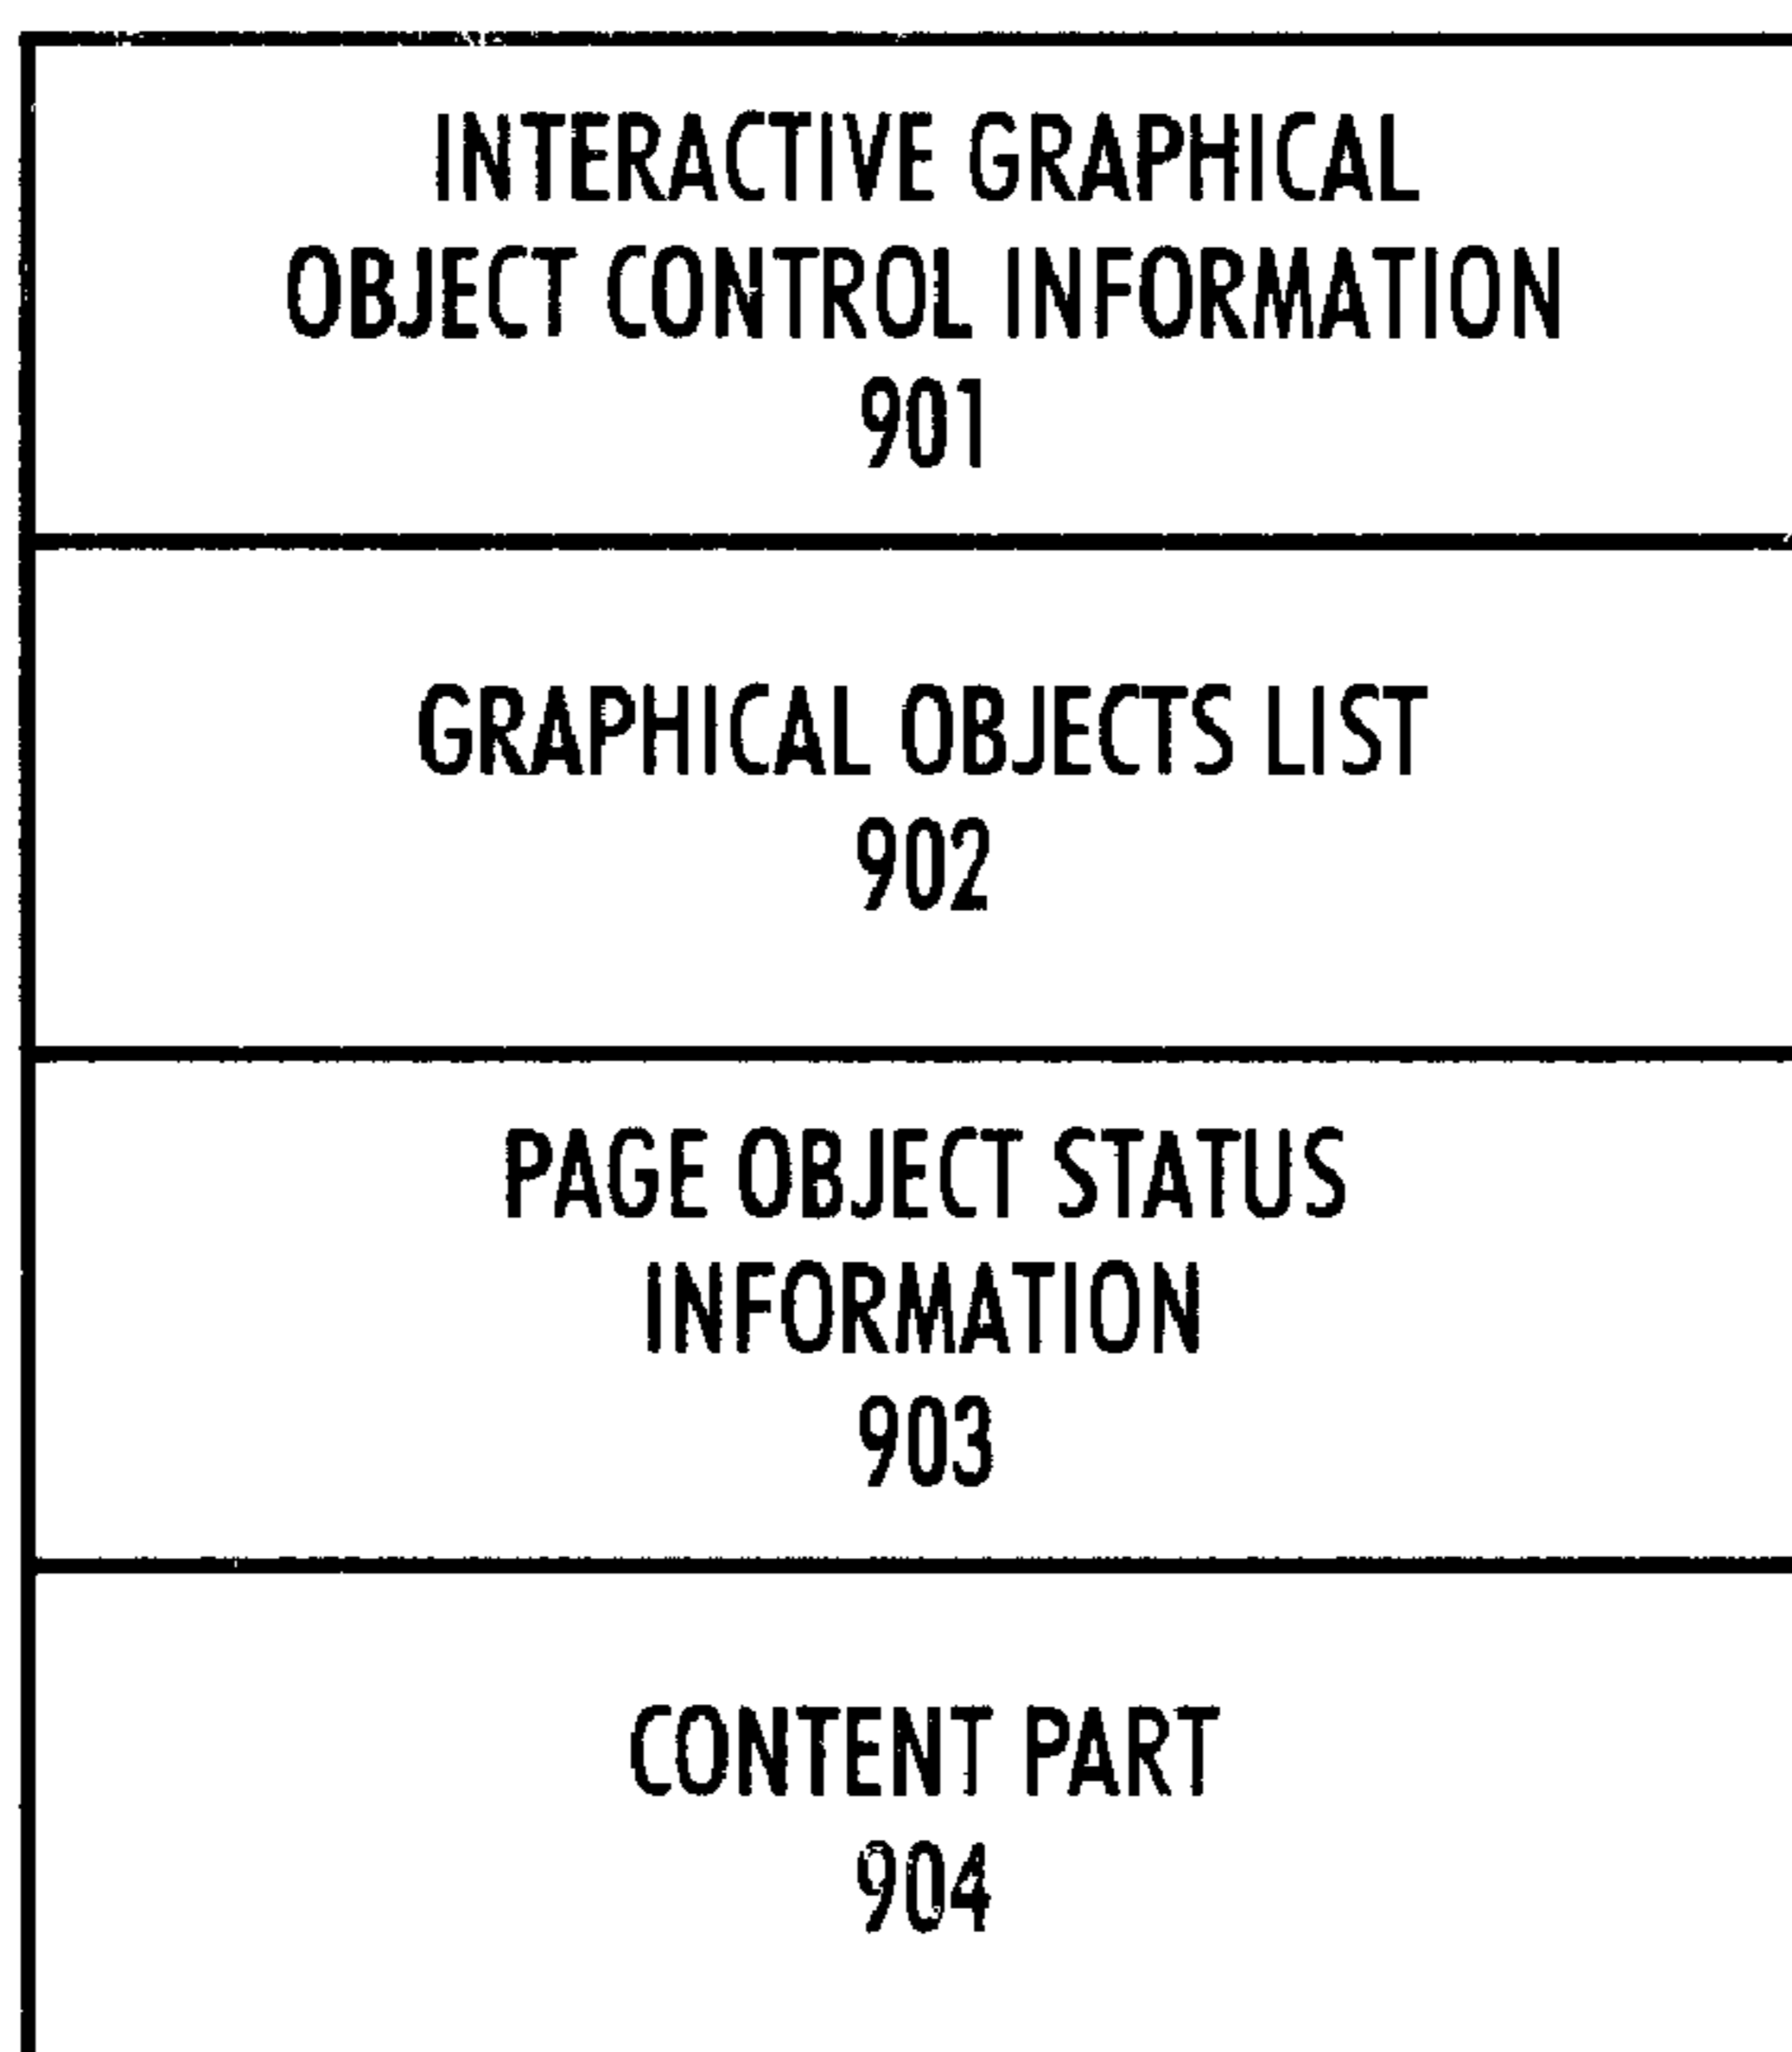 INTERACTIVE GRAPHICAL
OBJECT CONTROL INFORMATION
901
GRAPHICAL OBJECTS LIST
902
PAGE OBJECT STATUS
INFORMATION
903
CONTENT PART
904